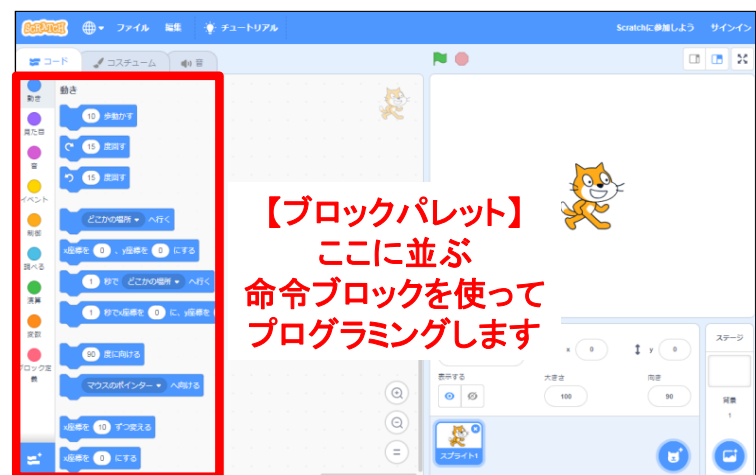 SCRATCH
ファイル 編集 チュートリアル Scratchに参加しよう サインイン
コード コスチューム 音
動き
10 歩動かす
15 度回す
15 度回す
どこかの場所 へ行く
x座標を 0 、y座標を 0 にする
1 秒で どこかの場所 へ行く
1 秒でx座標を 0 に、y座標を
90 度に向ける
マウスのポインター へ向ける
x座標を 10 ずつ変える
x座標を 0 にする
動き
見た目
音
イベント
制御
調べる
演算
変数
ブロック定義
【ブロックパレット】
ここに並ぶ
命令ブロックを使って
プログラミングします
x 0 y 0
表示する 大きさ 向き
100 90
スプライト1
ステージ
背景
1